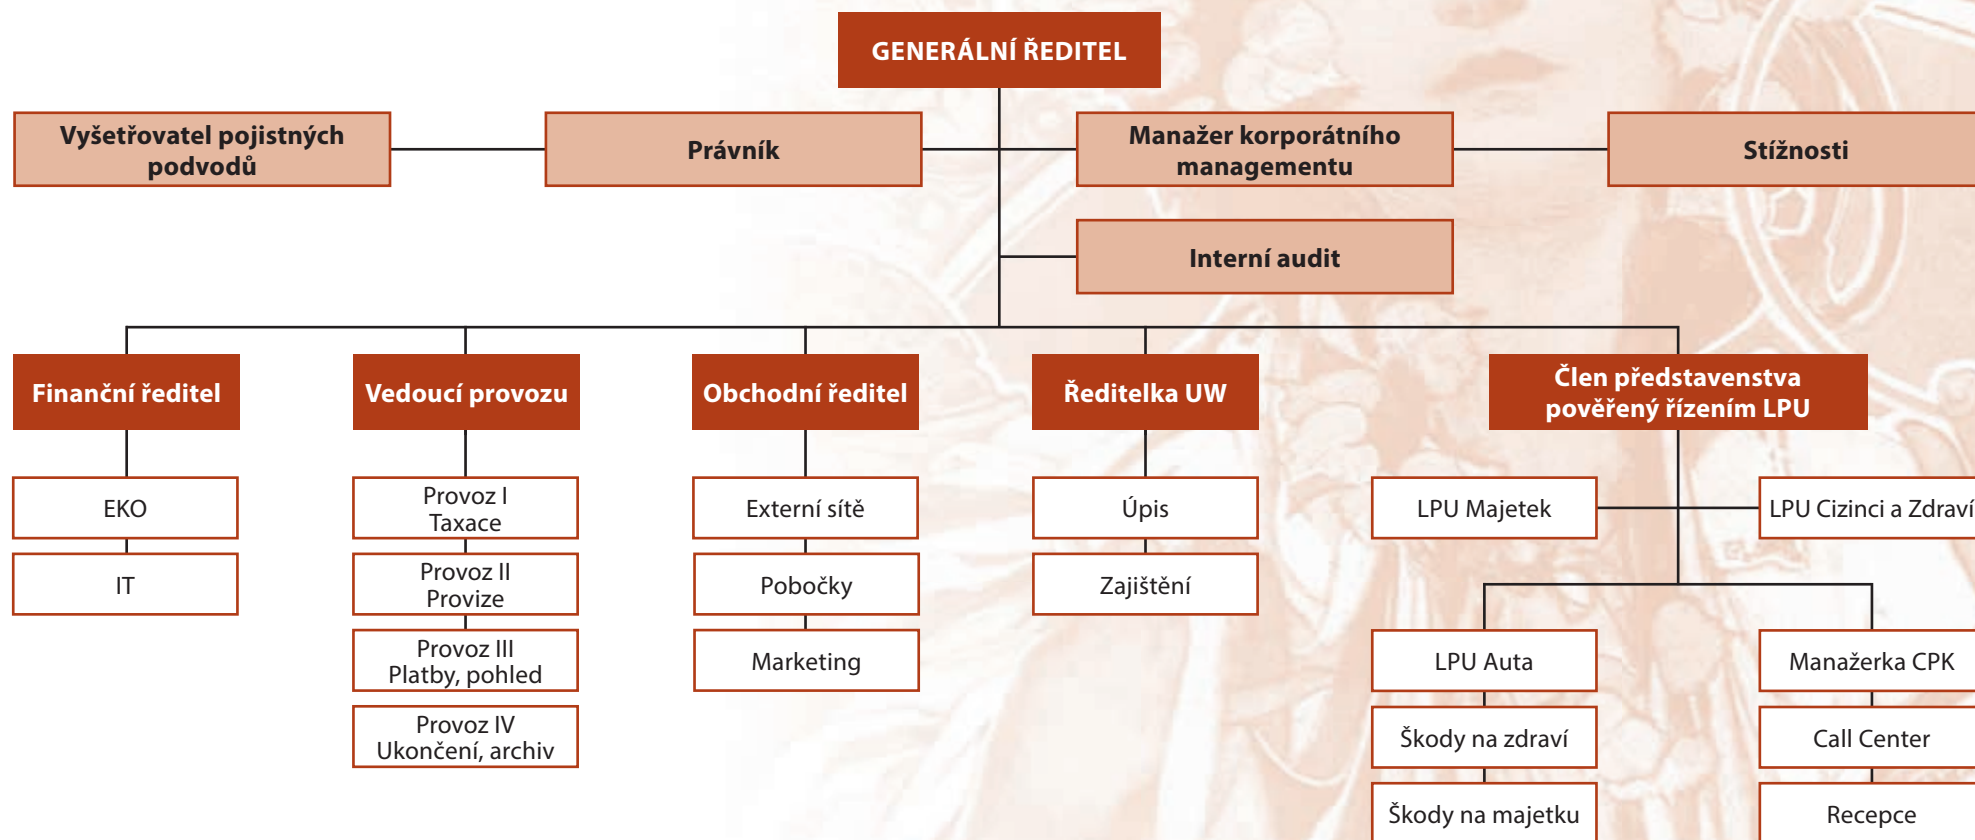 GENERÁLNÍ ŘEDITEL
Vyšetřovatel pojistných
podvodů
Právník
Manažer korporátního
managementu
Stížnosti
Interní audit
Finanční ředitel
Vedoucí provozu
Obchodní ředitel
Ředitelka UW
Člen představenstva
pověřený řízením LPU
EKO
Provoz I
Taxace
Externí sítě
Úpis
LPU Majetek
LPU Cizinci a Zdraví
IT
Provoz II
Provize
Pobočky
Zajištění
Provoz III
Platby, pohled
Marketing
LPU Auta
Manažerka CPK
Provoz IV
Ukončení, archiv
Škody na zdraví
Call Center
Škody na majetku
Recepce